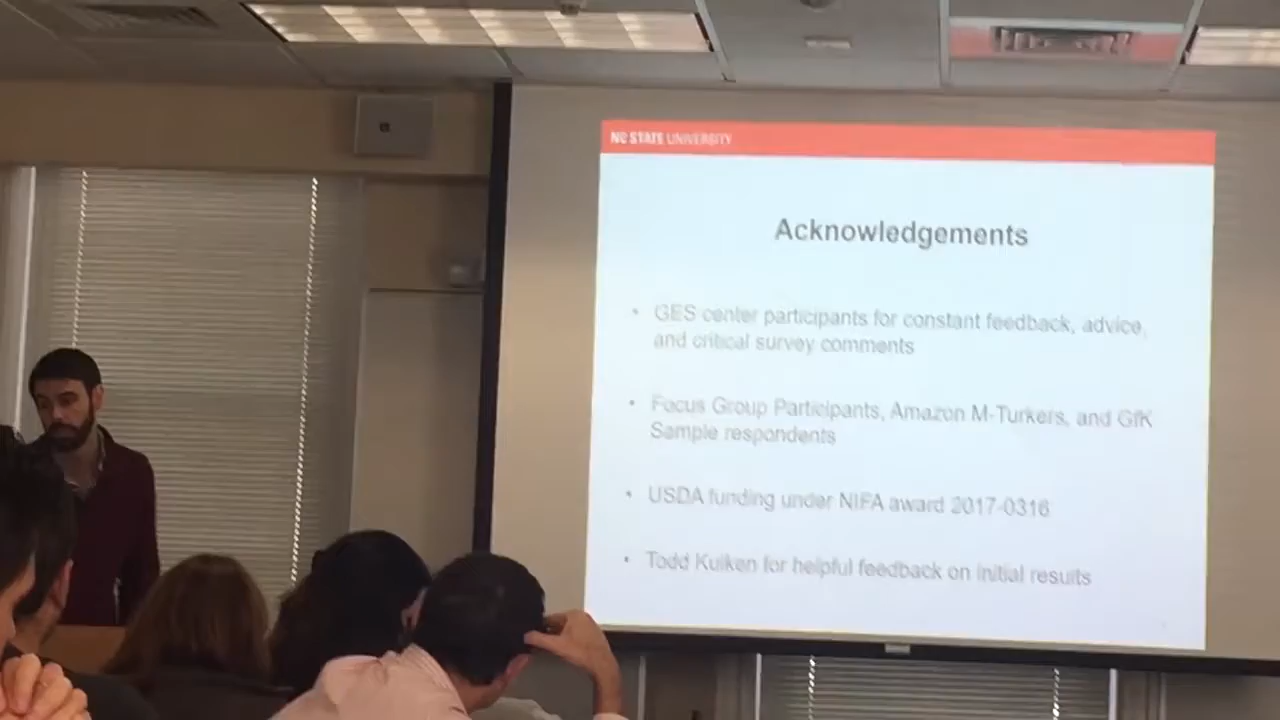 NC STATE UNIVERSITY
Acknowledgements
• GES center participants for constant feedback, advice,
and critical survey comments
• Focus Group Participants, Amazon M-Turkers, and GfK
Sample respondents
• USDA funding under NIFA award 2017-0316
• Todd Kuiken for helpful feedback on initial results